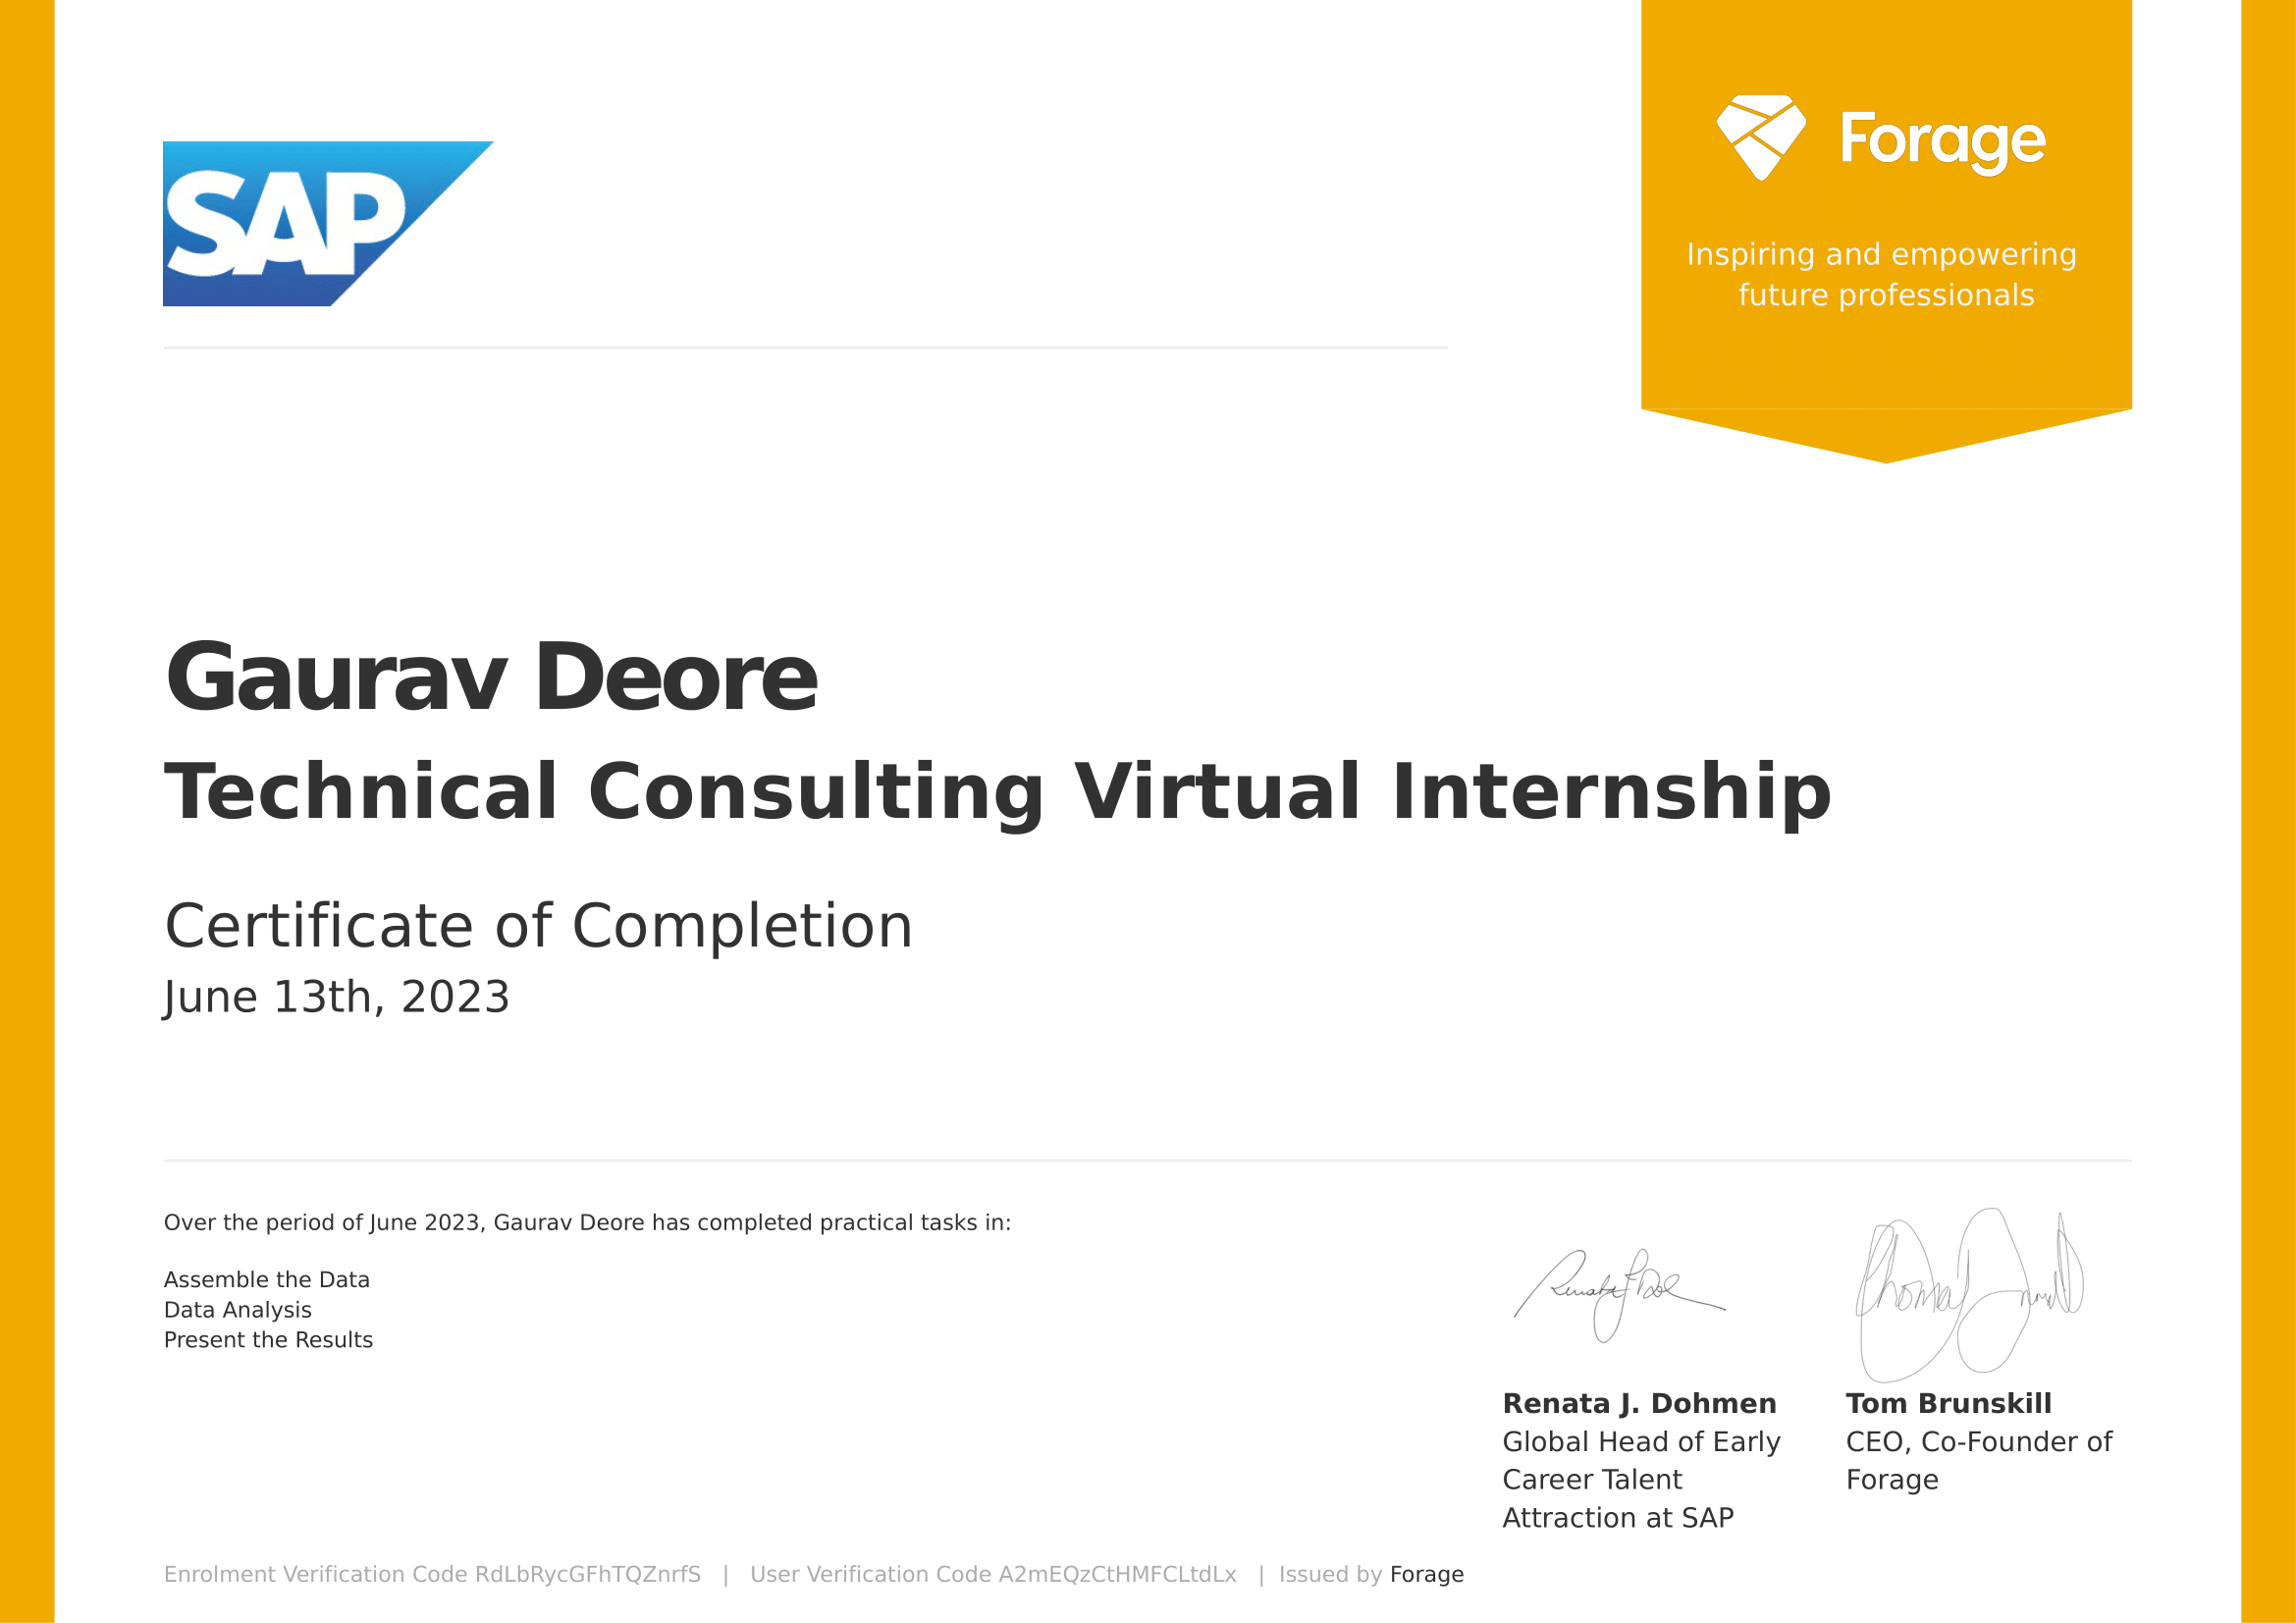 SAP
Forage
Inspiring and empowering
future professionals
Gaurav Deore
Technical Consulting Virtual Internship
Certificate of Completion
June 13th, 2023
Over the period of June 2023, Gaurav Deore has completed practical tasks in:
Assemble the Data
Data Analysis
Present the Results
Renata J. Dohmen
Global Head of Early
Career Talent
Attraction at SAP
Tom Brunskill
CEO, Co-Founder of
Forage
Enrolment Verification Code RdLbRycGFhTQZnrfS | User Verification Code A2mEQzCtHMFCLtdLx | Issued by Forage